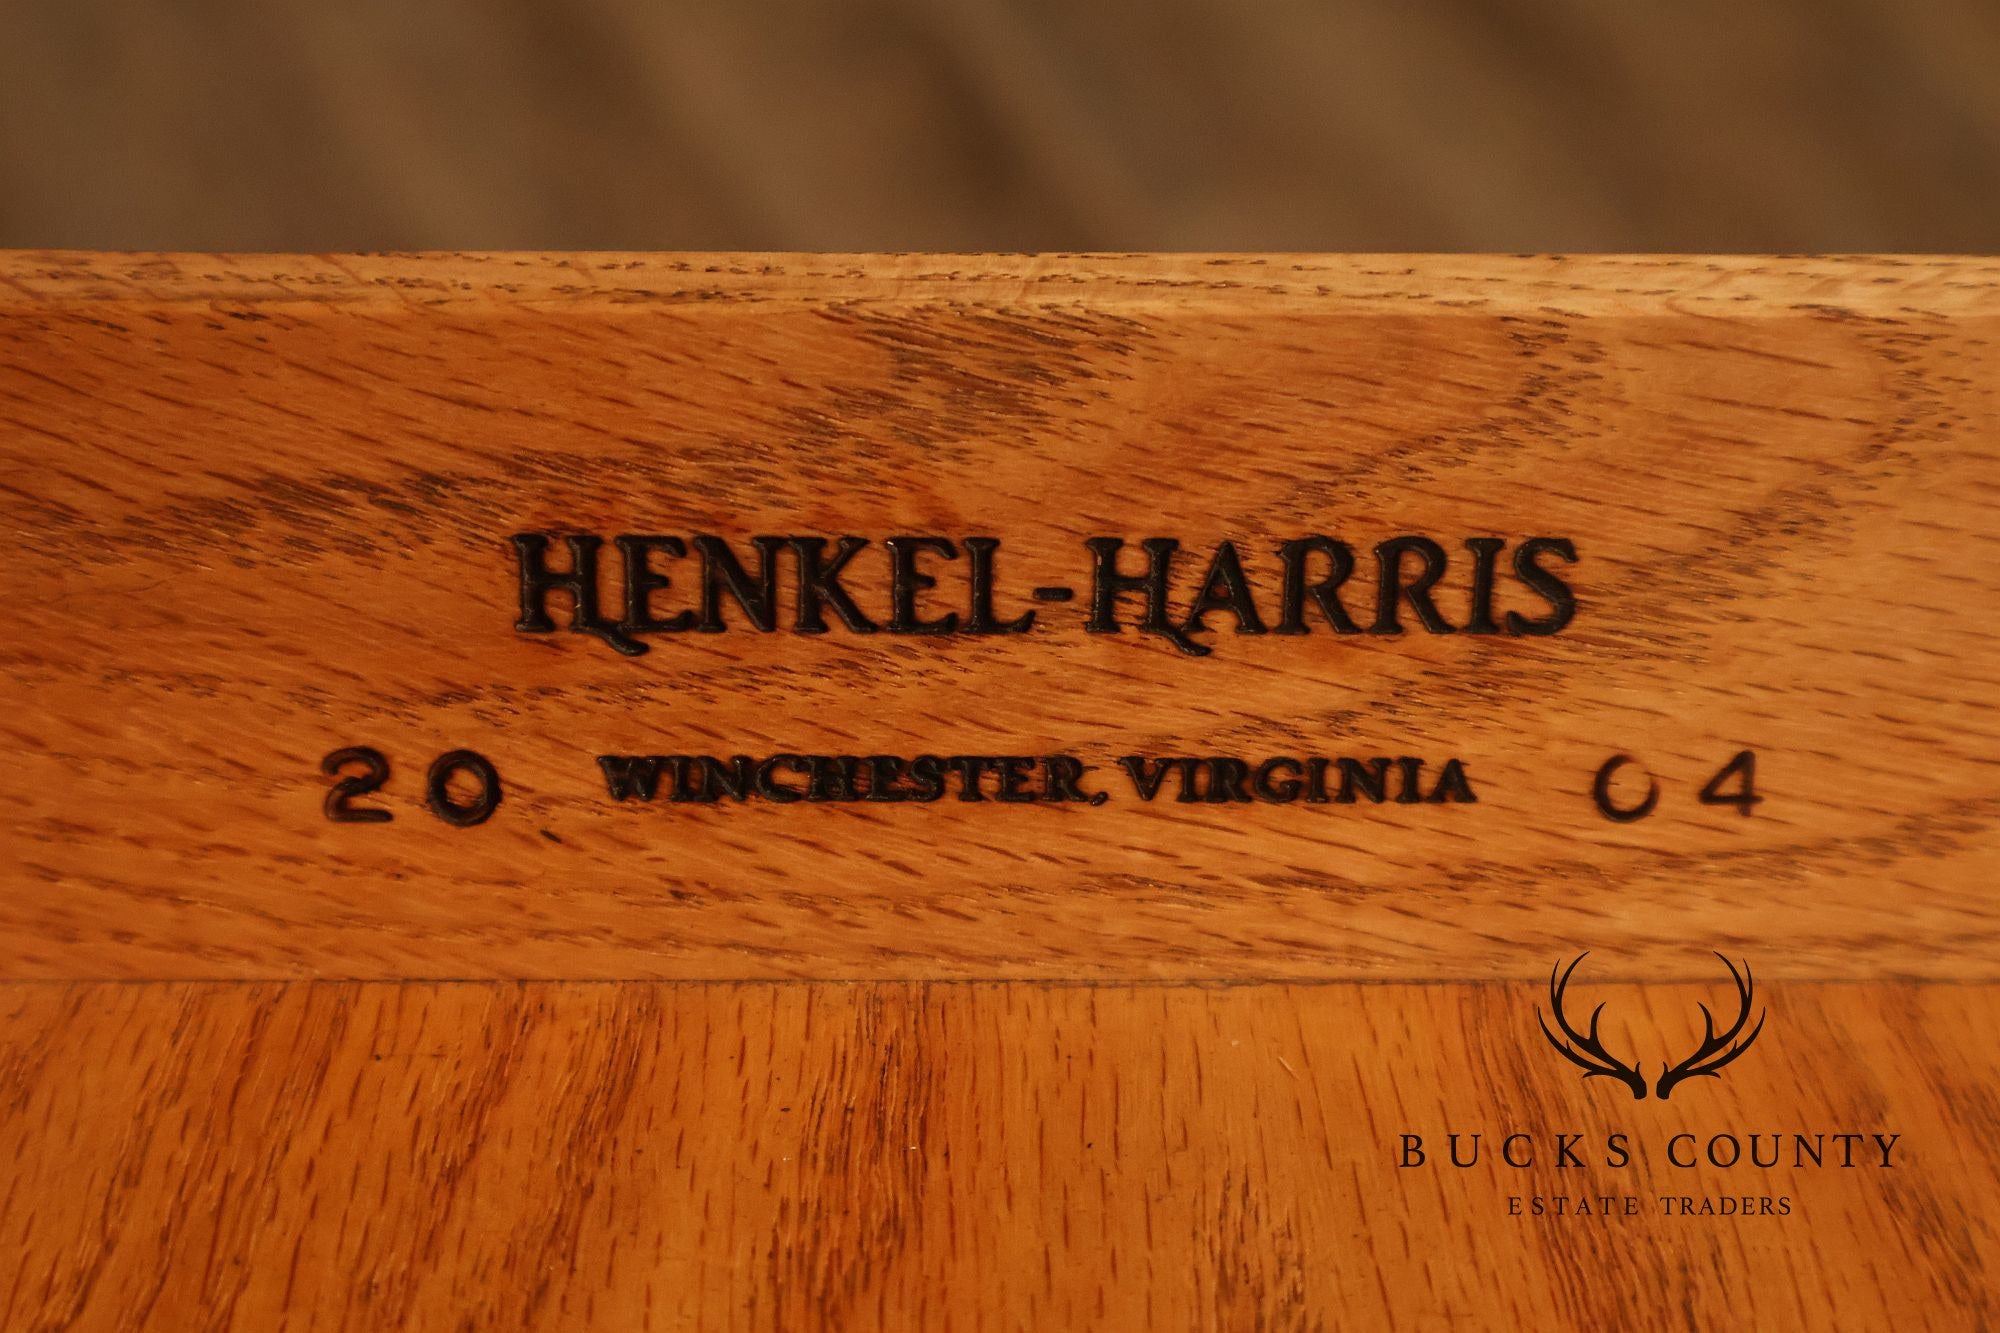 HENKEL-HARRIS
20 WINCHESTER, VIRGINIA 04
BUCKS COUNTY
ESTATE TRADERS